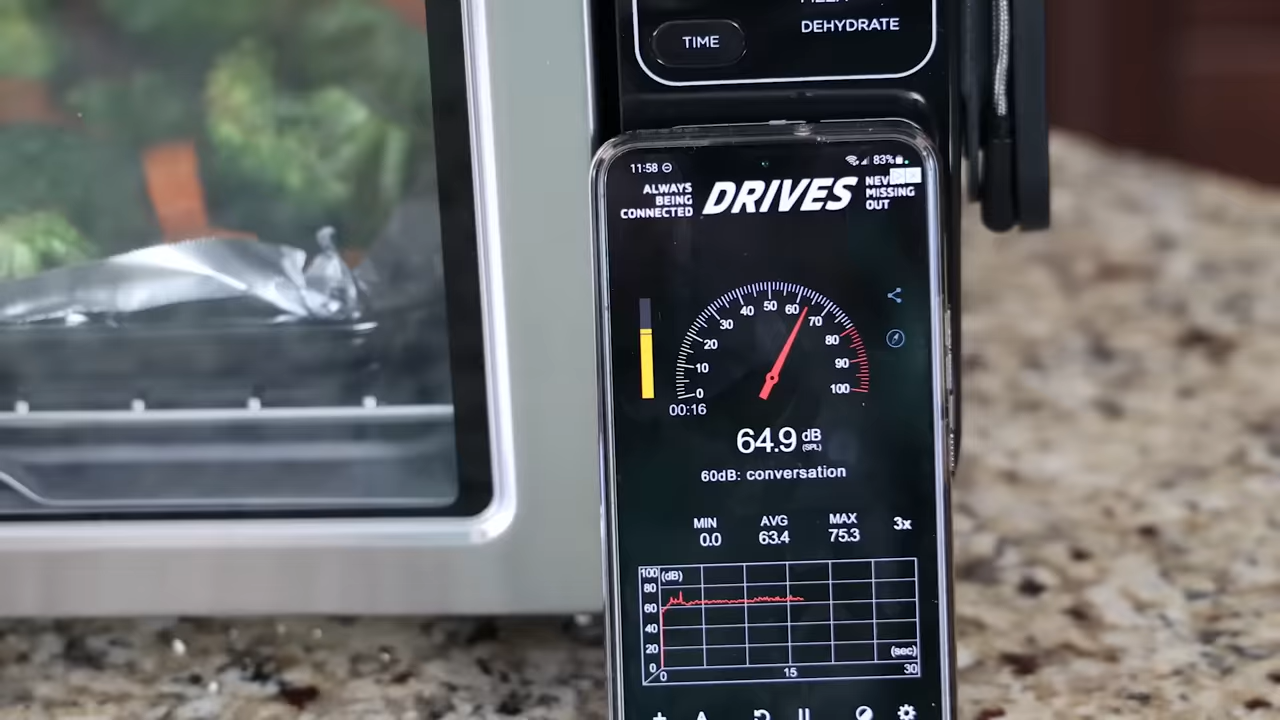 DEHYDRATE
TIME
11:58
83%
ALWAYS
BEING
CONNECTED
DRIVES
MISSING
OUT
0
10
20
30
40
50
60
70
80
90
100
00:16
64.9 dB
(SPL)
60dB: conversation
MIN AVG MAX
0.0 63.4 75.3
3x
100 (dB)
80
60
40
20
0
(sec)
0 15 30